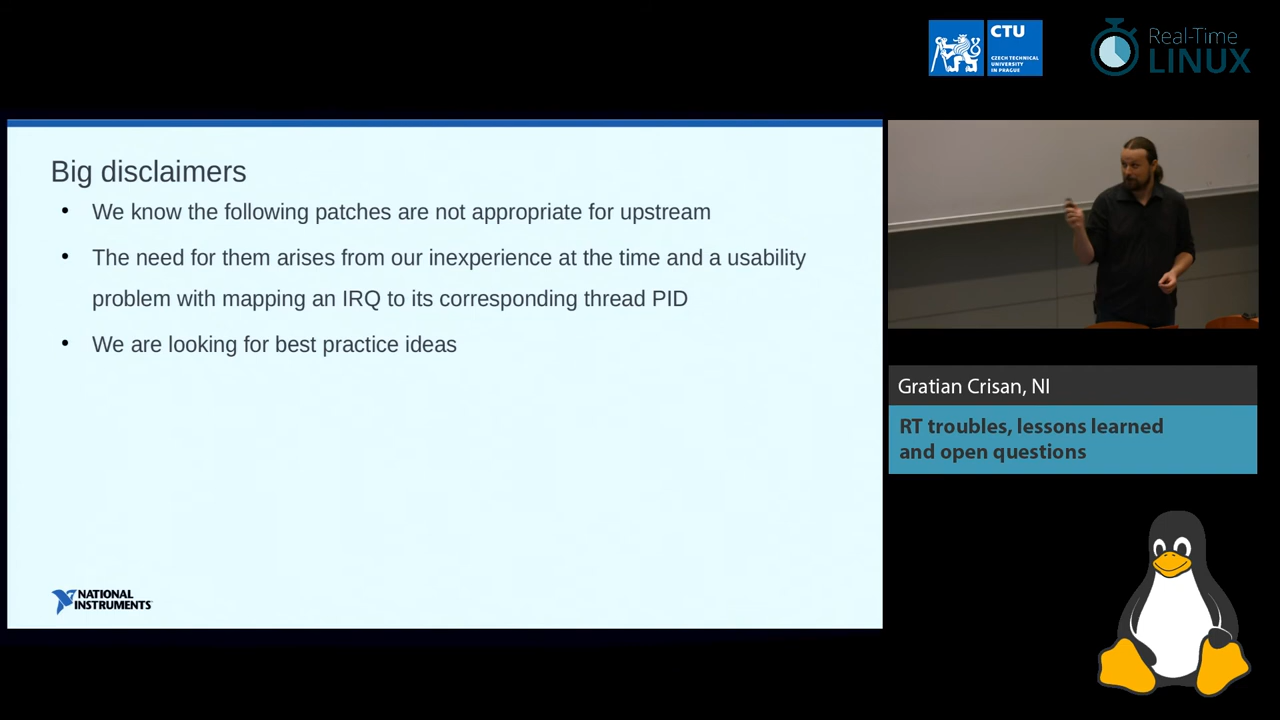 CTU
CZECH TECHNICAL
UNIVERSITY
IN PRAGUE
Real-Time
LINUX
Big disclaimers
• We know the following patches are not appropriate for upstream
• The need for them arises from our inexperience at the time and a usability
problem with mapping an IRQ to its corresponding thread PID
• We are looking for best practice ideas
NATIONAL
INSTRUMENTS
Gratian Crisan, NI
RT troubles, lessons learned
and open questions